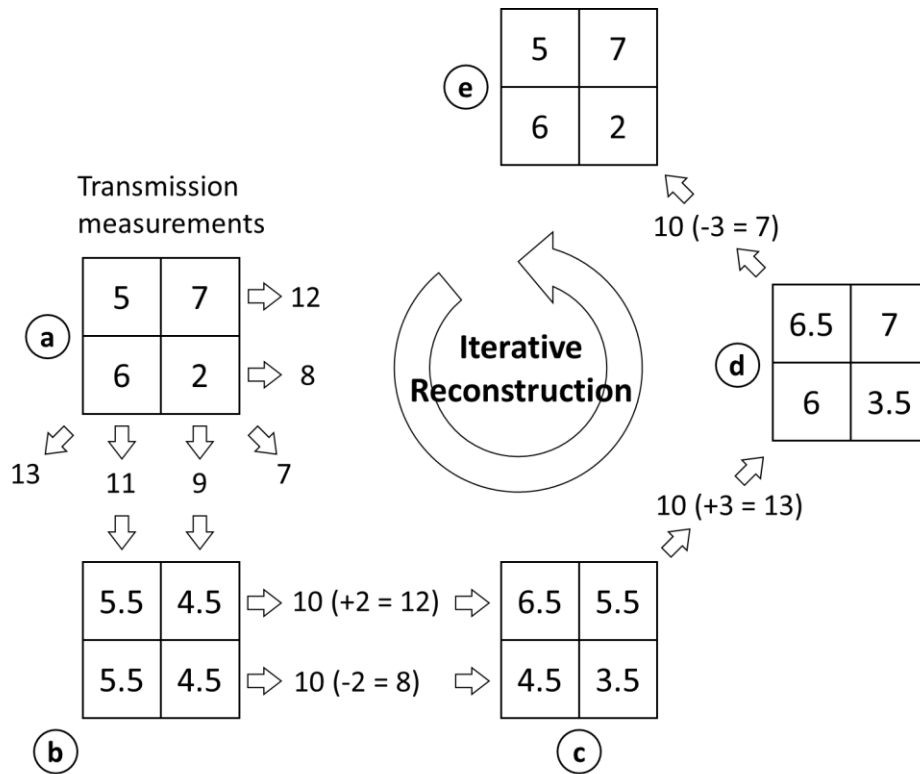 5 7
e
6 2
Transmission
measurements
10 (-3 = 7)
5 7 12
a
6 2 8
13 11 9 7
Iterative
Reconstruction
6.5 7
d
6 3.5
10 (+3 = 13)
5.5 4.5 10 (+2 = 12) 6.5 5.5
5.5 4.5 10 (-2 = 8) 4.5 3.5
b c